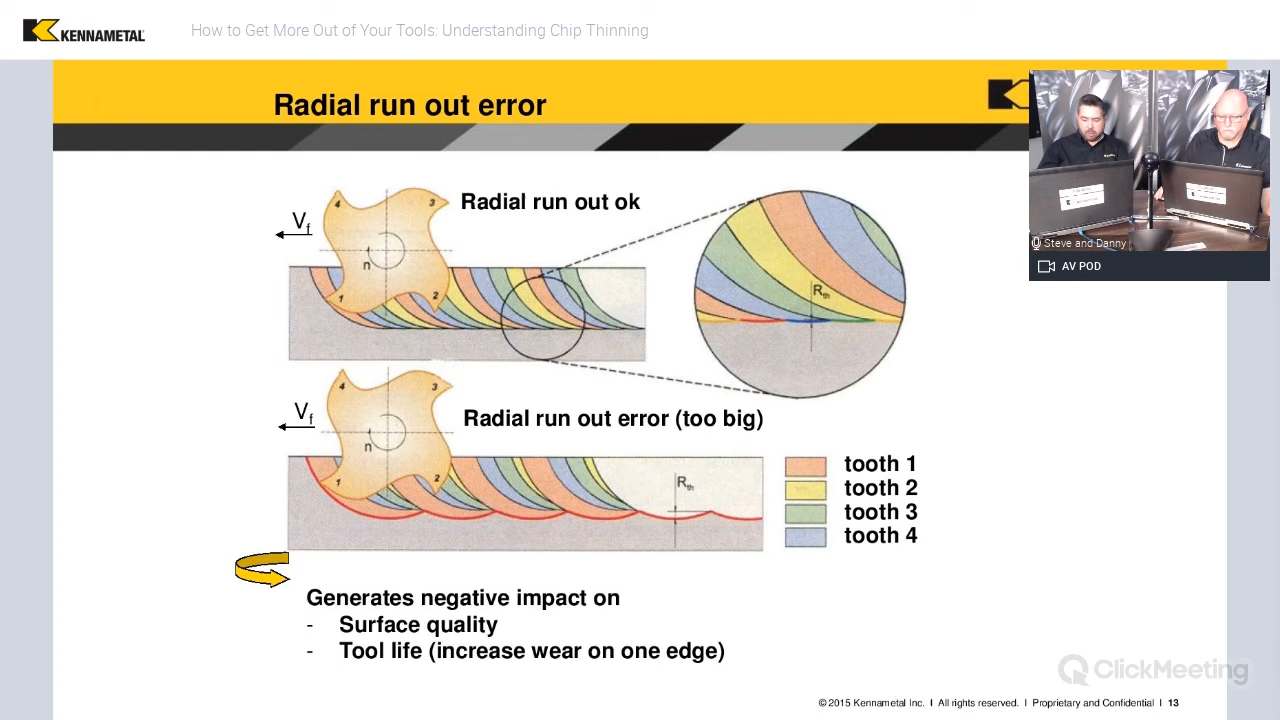 KENNAMETAL
How to Get More Out of Your Tools: Understanding Chip Thinning
Radial run out error
Steve and Danny
AV POD
4
3
Radial run out ok
Vf
n
1
2
Rth
4
3
Vf
Radial run out error (too big)
n
1
2
Rth
tooth 1
tooth 2
tooth 3
tooth 4
Generates negative impact on
- Surface quality
- Tool life (increase wear on one edge)
ClickMeeting
© 2015 Kennametal Inc. I All rights reserved. I Proprietary and Confidential I 13